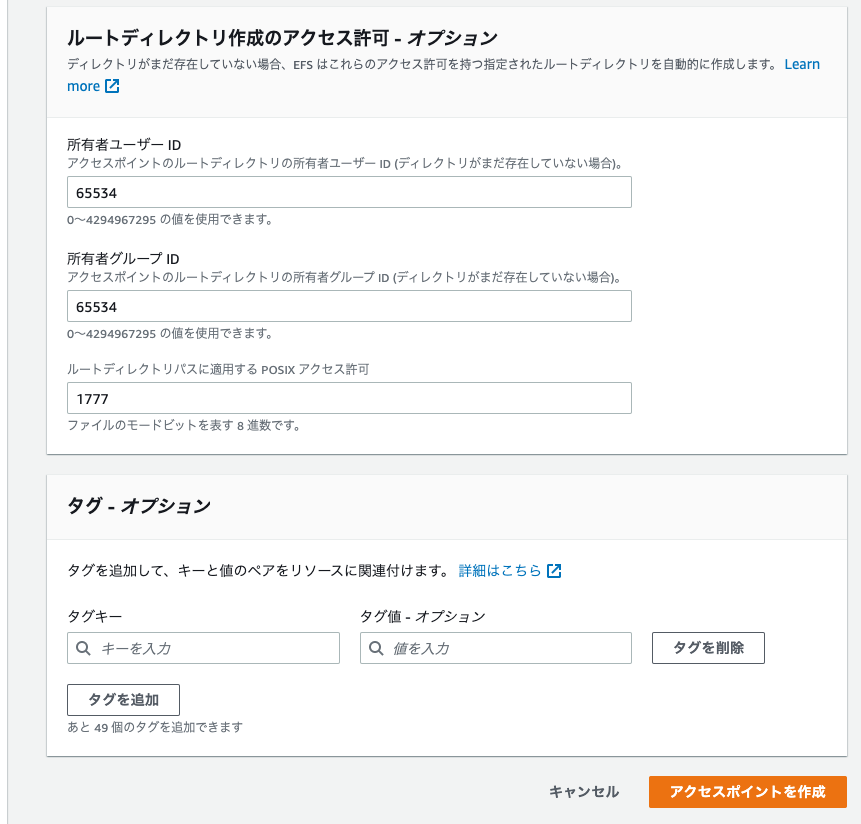 ルートディレクトリ作成のアクセス許可 - オプション
ディレクトリがまだ存在していない場合、EFS はこれらのアクセス許可を持つ指定されたルートディレクトリを自動的に作成します。 Learn
more
所有者ユーザー ID
アクセスポイントのルートディレクトリの所有者ユーザー ID (ディレクトリがまだ存在していない場合)。
65534
0〜4294967295 の値を使用できます。
所有者グループ ID
アクセスポイントのルートディレクトリの所有者グループ ID (ディレクトリがまだ存在していない場合)。
65534
0〜4294967295 の値を使用できます。
ルートディレクトリパスに適用する POSIX アクセス許可
1777
ファイルのモードビットを表す 8 進数です。
タグ - オプション
タグを追加して、キーと値のペアをリソースに関連付けます。 詳細はこちら
タグキー タグ値 - オプション
キーを入力 値を入力 タグを削除
タグを追加
あと 49 個のタグを追加できます
キャンセル アクセスポイントを作成